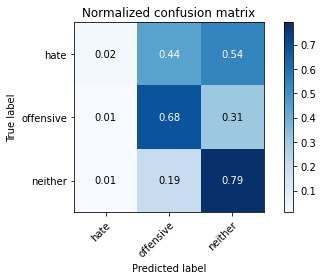 Normalized confusion matrix
True label
hate 0.02 0.44 0.54
offensive 0.01 0.68 0.31
neither 0.01 0.19 0.79
hate offensive neither
Predicted label
0.7
0.6
0.5
0.4
0.3
0.2
0.1